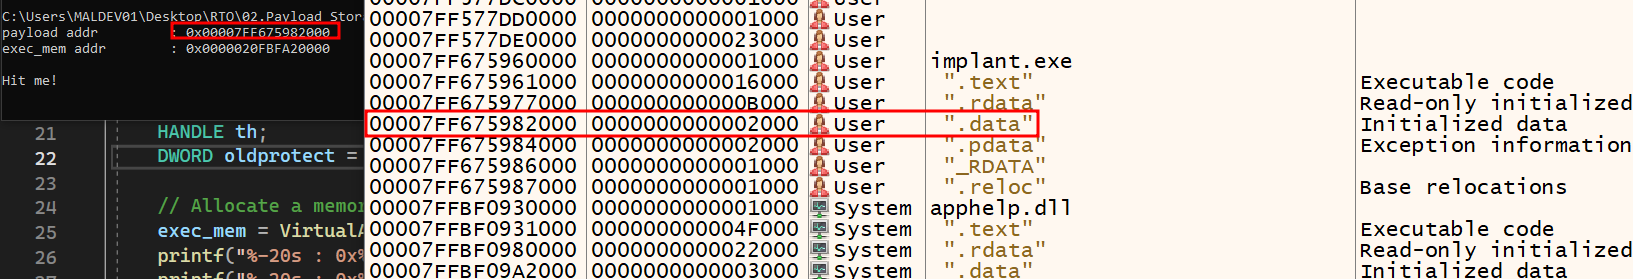 C:\Users\MALDEV01\Desktop\RTO\02.Payload Stor
payload addr : 0x00007FF675982000
exec_mem addr : 0x0000020FBFA20000
Hit me!
21 HANDLE th;
22 DWORD oldprotect =
23
24 // Allocate a memor
25 exec_mem = VirtualA
26 printf("%-20s : 0x%
00007FF577DD0000 0000000000001000 User
00007FF577DE0000 0000000000023000 User
00007FF675960000 0000000000001000 User implant.exe
00007FF675961000 0000000000016000 User ".text" Executable code
00007FF675977000 000000000000B000 User ".rdata" Read-only initialized
00007FF675982000 0000000000002000 User ".data" Initialized data
00007FF675984000 0000000000002000 User ".pdata" Exception information
00007FF675986000 0000000000001000 User "_RDATA"
00007FF675987000 0000000000001000 User ".reloc" Base relocations
00007FFBF0930000 0000000000001000 System apphelp.dll
00007FFBF0931000 000000000004F000 System ".text" Executable code
00007FFBF0980000 0000000000022000 System ".rdata" Read-only initialized
00007FFBF09A2000 0000000000003000 System ".data" Initialized data